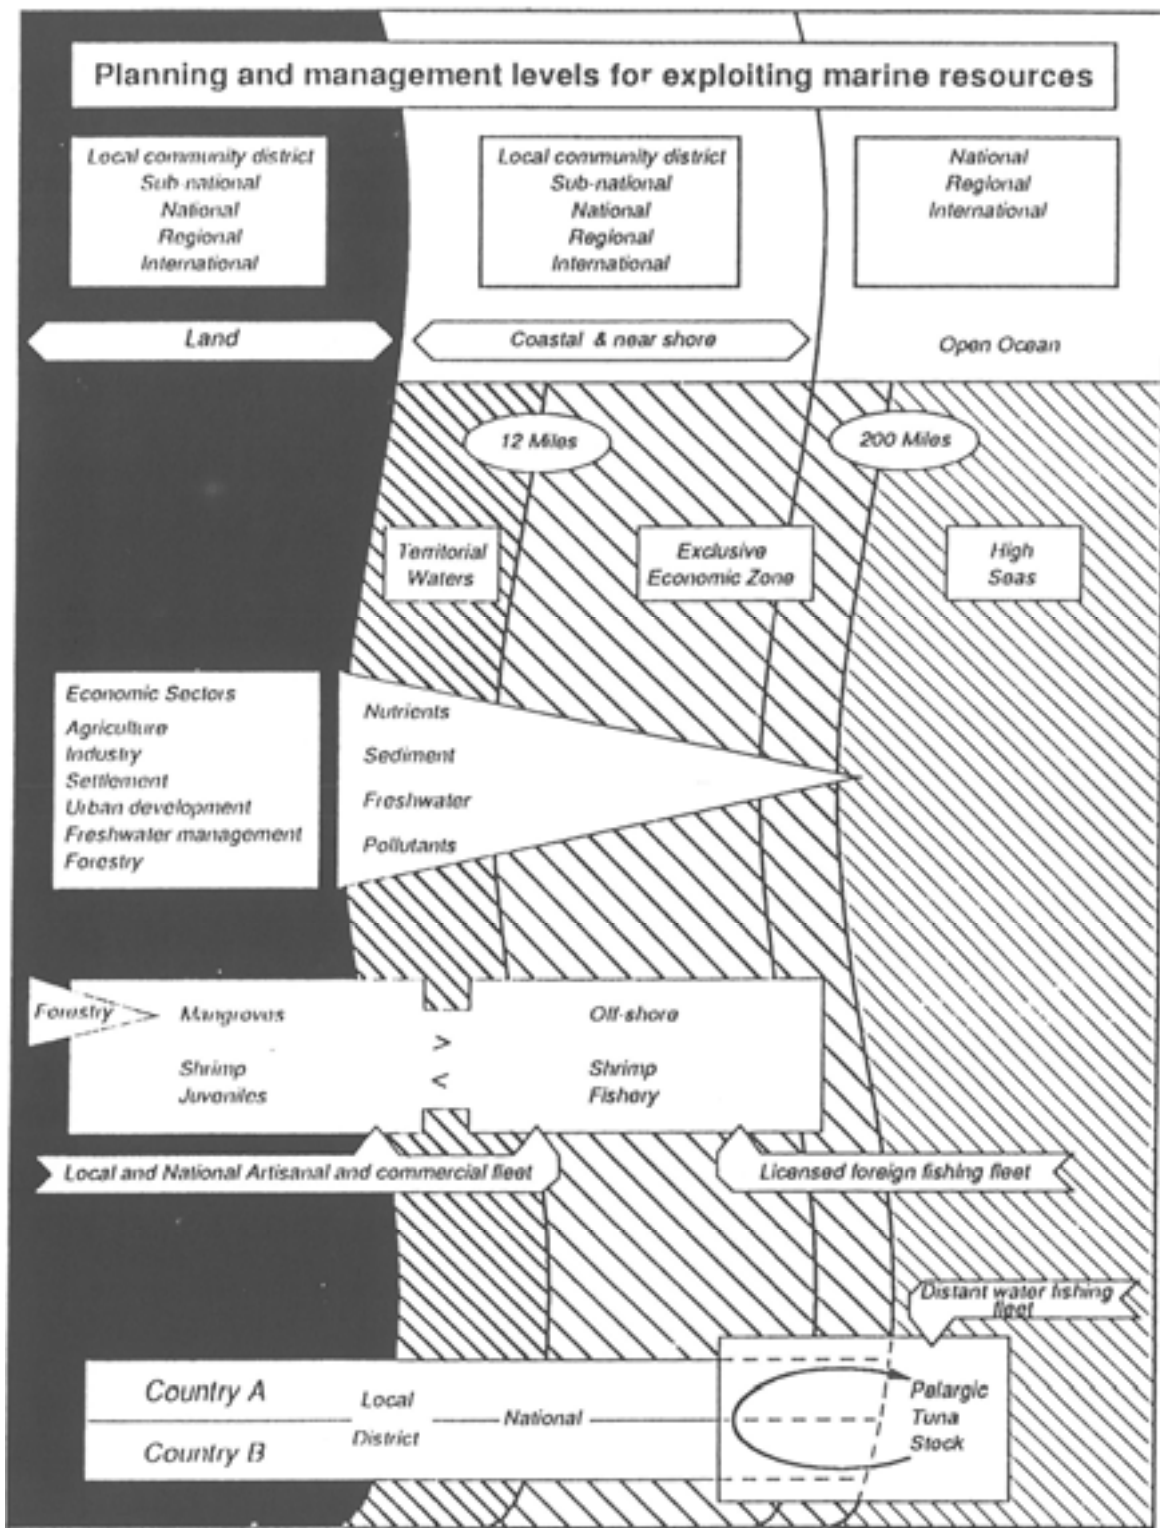 Planning and management levels for exploiting marine resources
Local community district
Sub-national
National
Regional
International
Local community district
Sub-national
National
Regional
International
National
Regional
International
Land
Coastal & near shore
Open Ocean
12 Miles
200 Miles
Territorial
Waters
Exclusive
Economic Zone
High
Seas
Economic Sectors
Agriculture
Industry
Settlement
Urban development
Freshwater management
Forestry
Nutrients
Sediment
Freshwater
Pollutants
Forestry
Mangroves
Shrimp
Juveniles
>
<
Off-shore
Shrimp
Fishery
Local and National Artisanal and commercial fleet
Licensed foreign fishing fleet
Distant water fishing
fleet
Country A
Country B
Local
District
National
Pelargic
Tuna
Stock